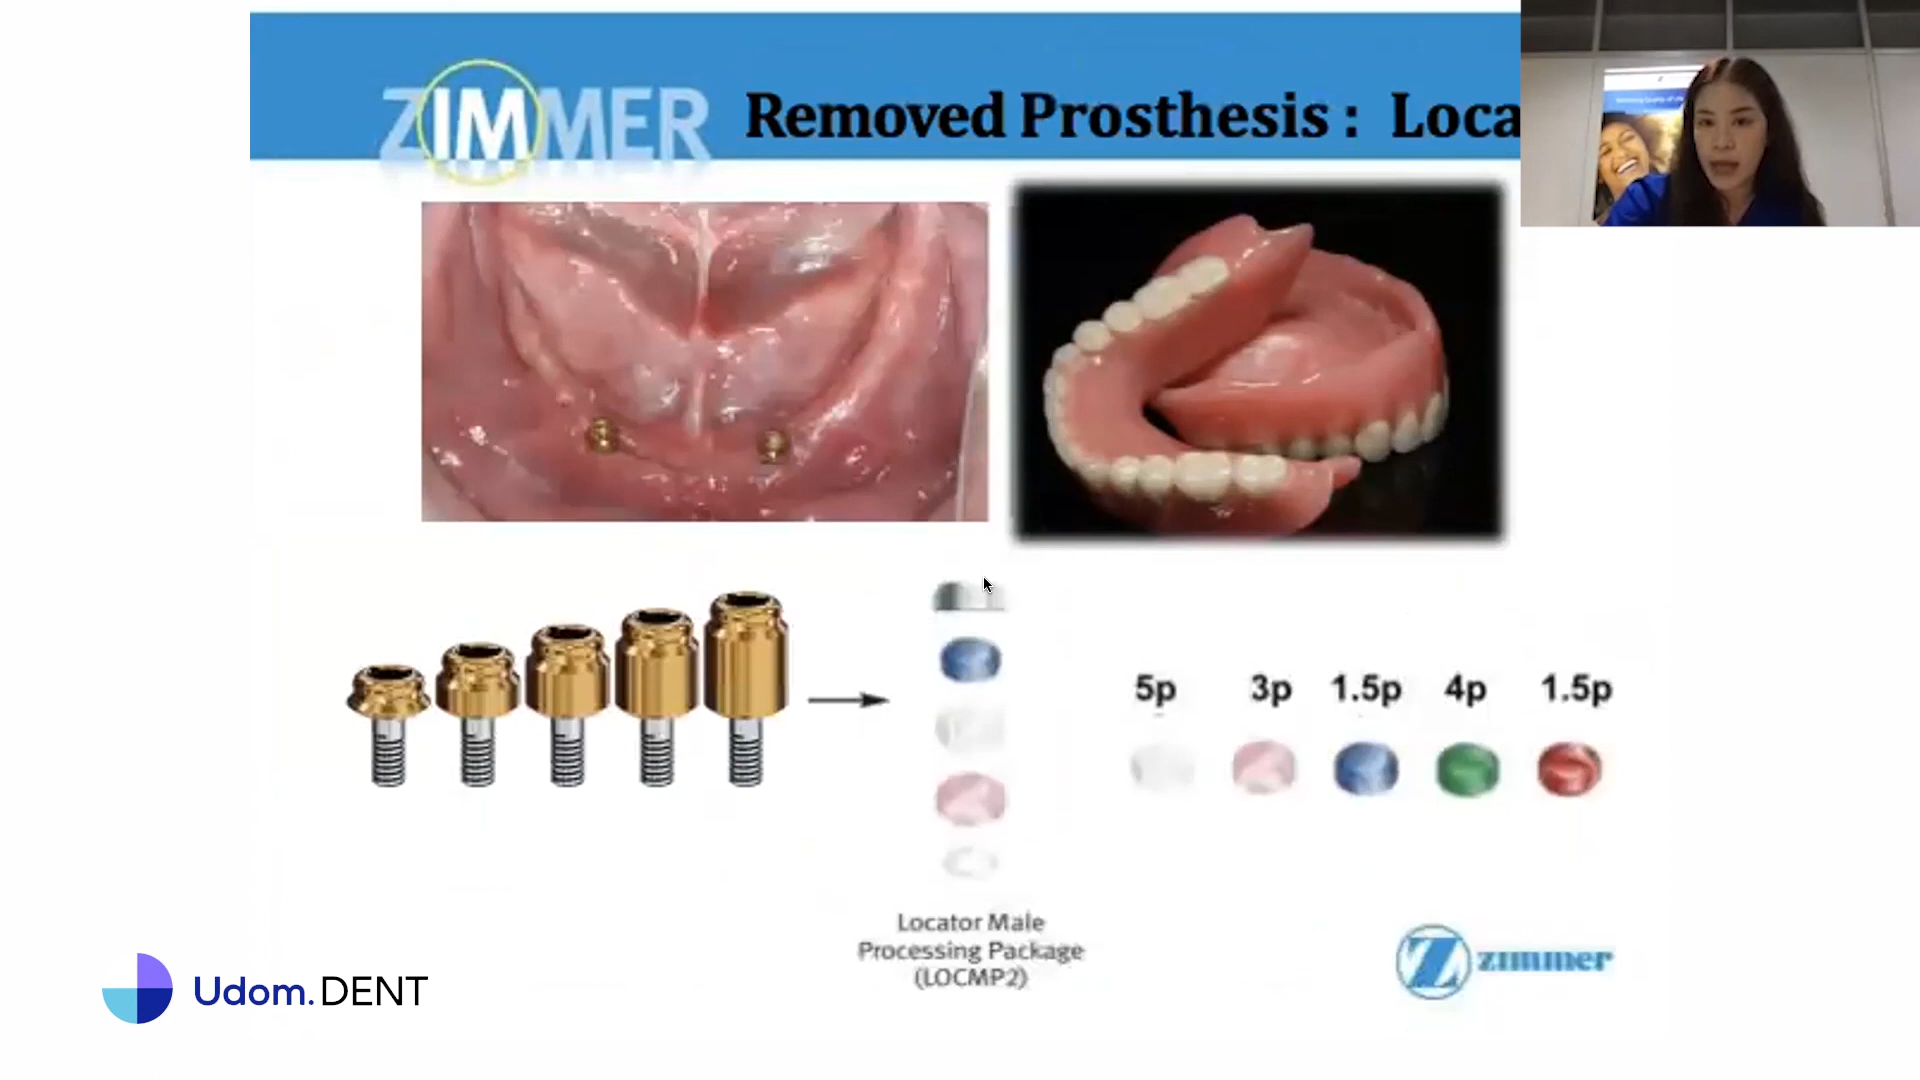 ZIMMER
Removed Prosthesis : Loca
5p 3p 1.5p 4p 1.5p
Locator Male
Processing Package
(LOCMP2)
Z zimmer
Udom.DENT